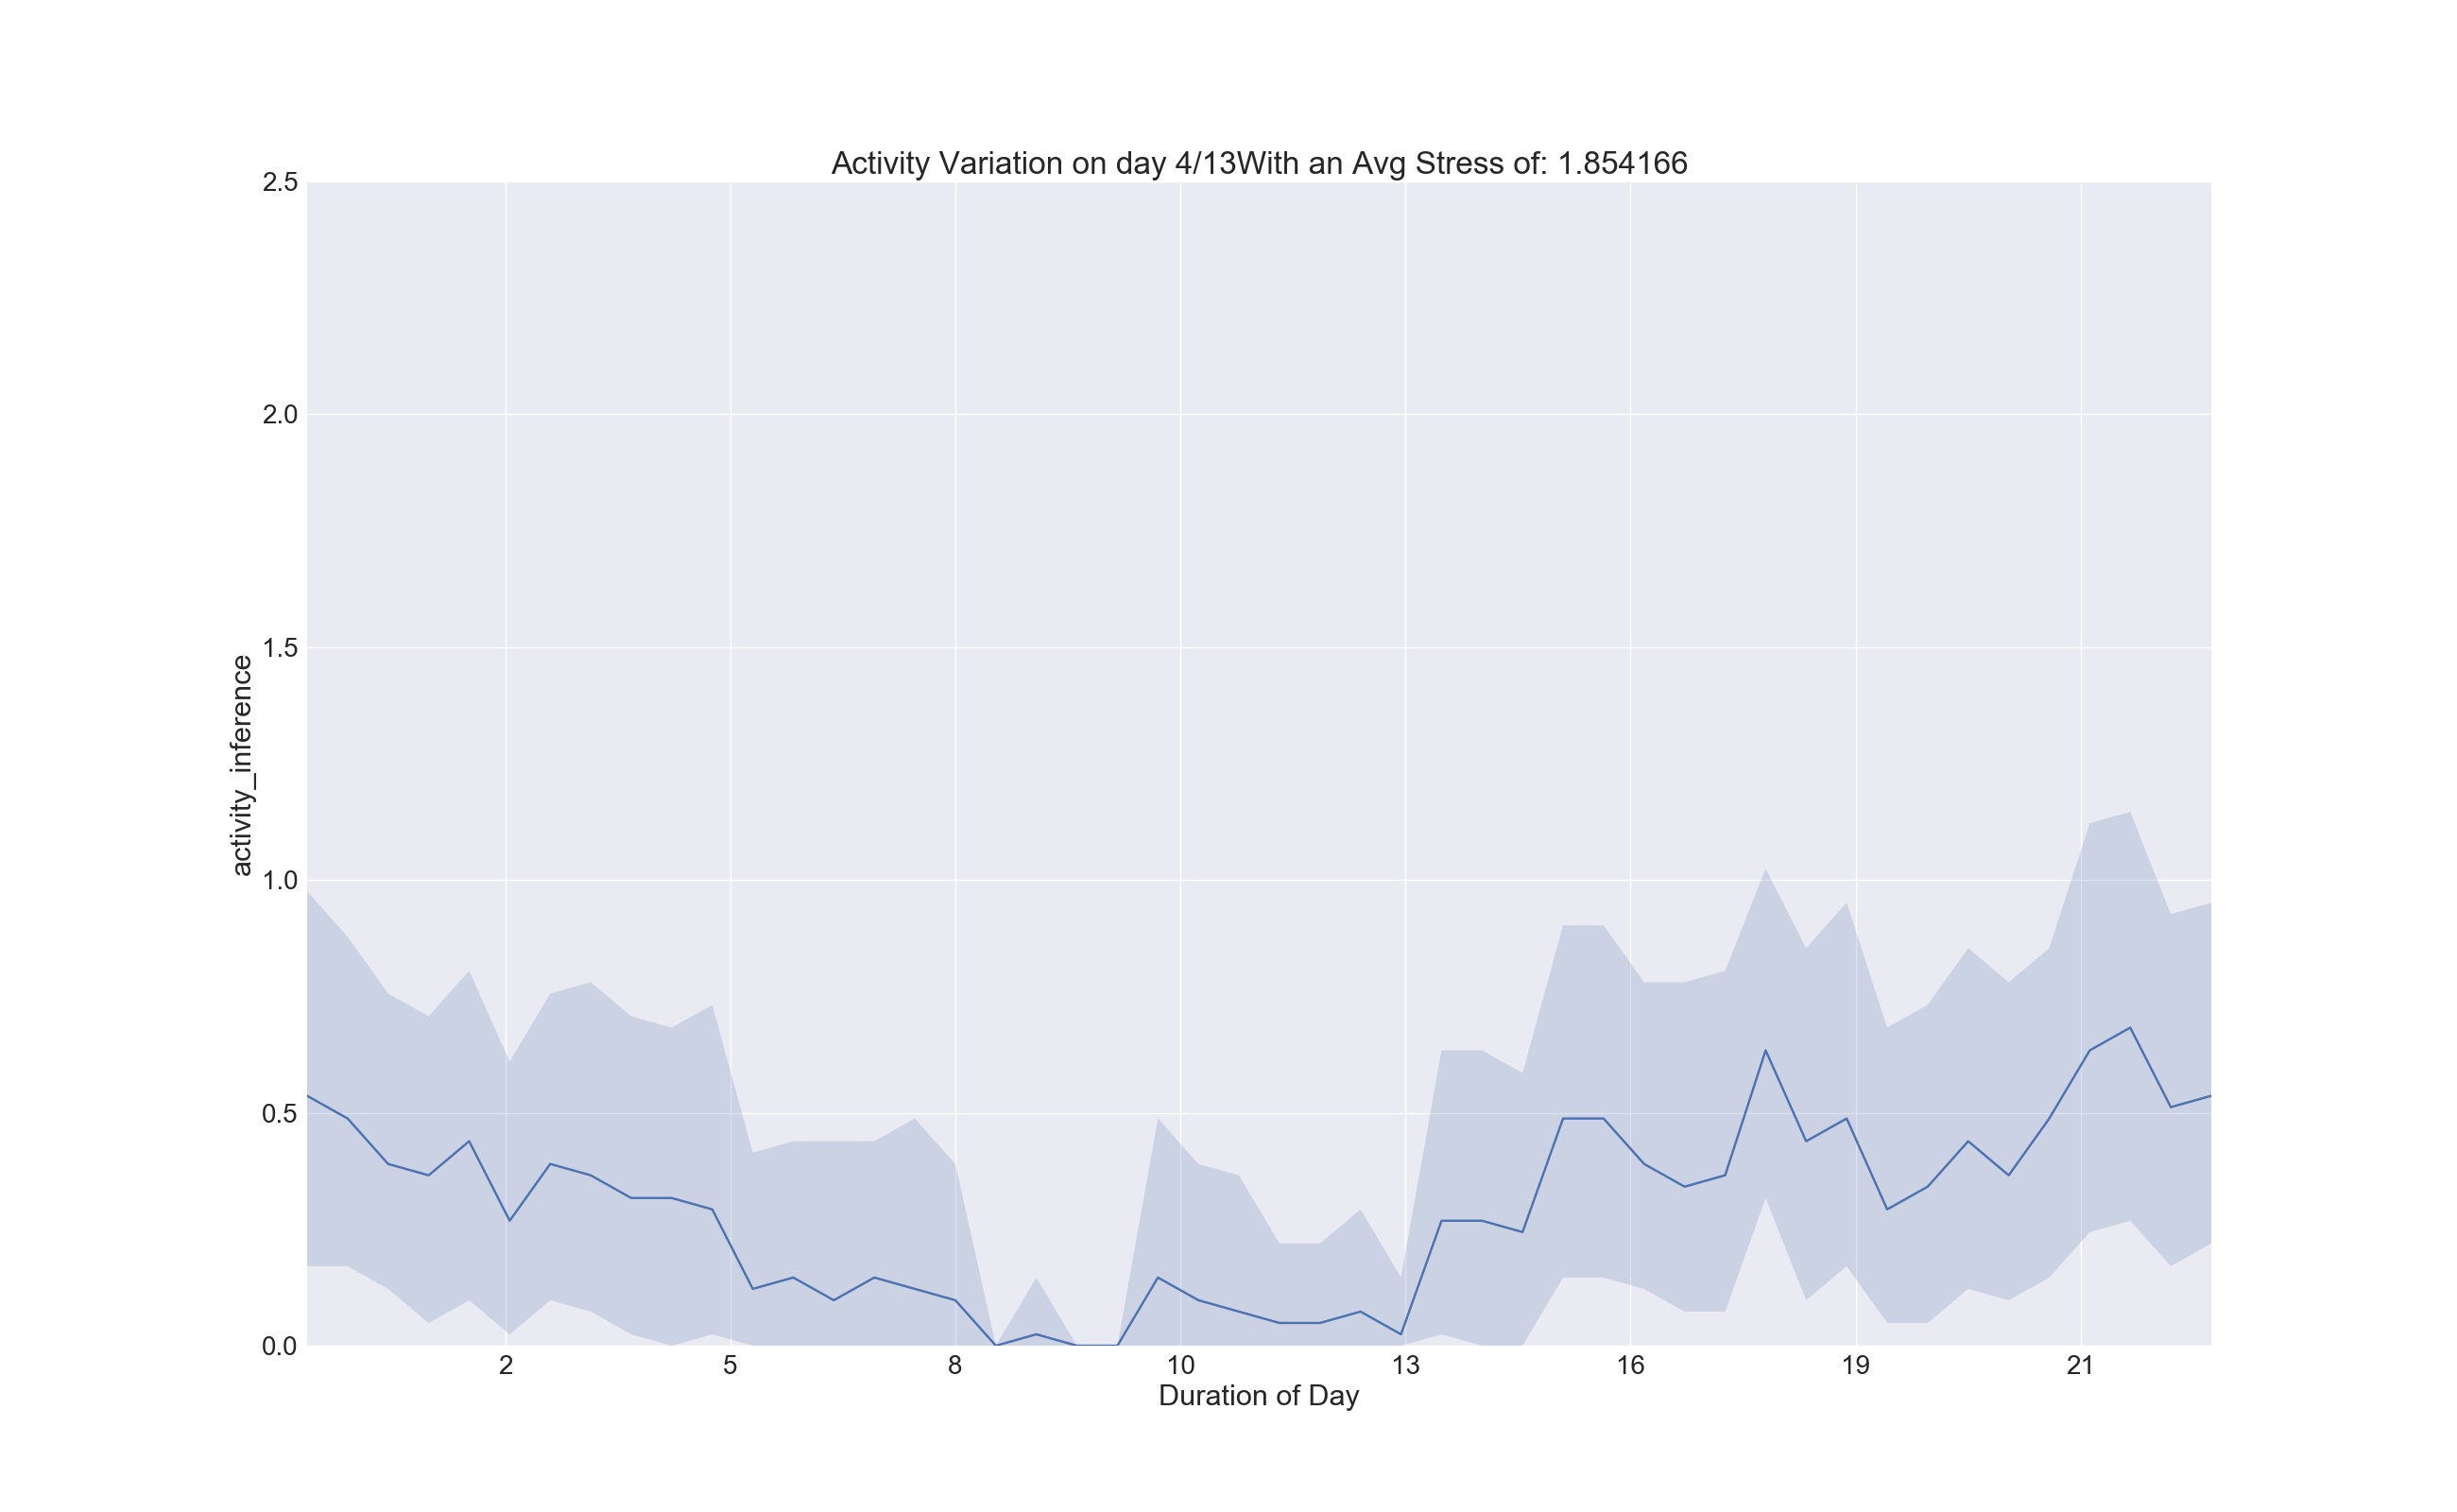 Activity Variation on day 4/13With an Avg Stress of: 1.854166
2.5
2.0
1.5
1.0
0.5
0.0
activity_inference
2 5 8 10 13 16 19 21
Duration of Day